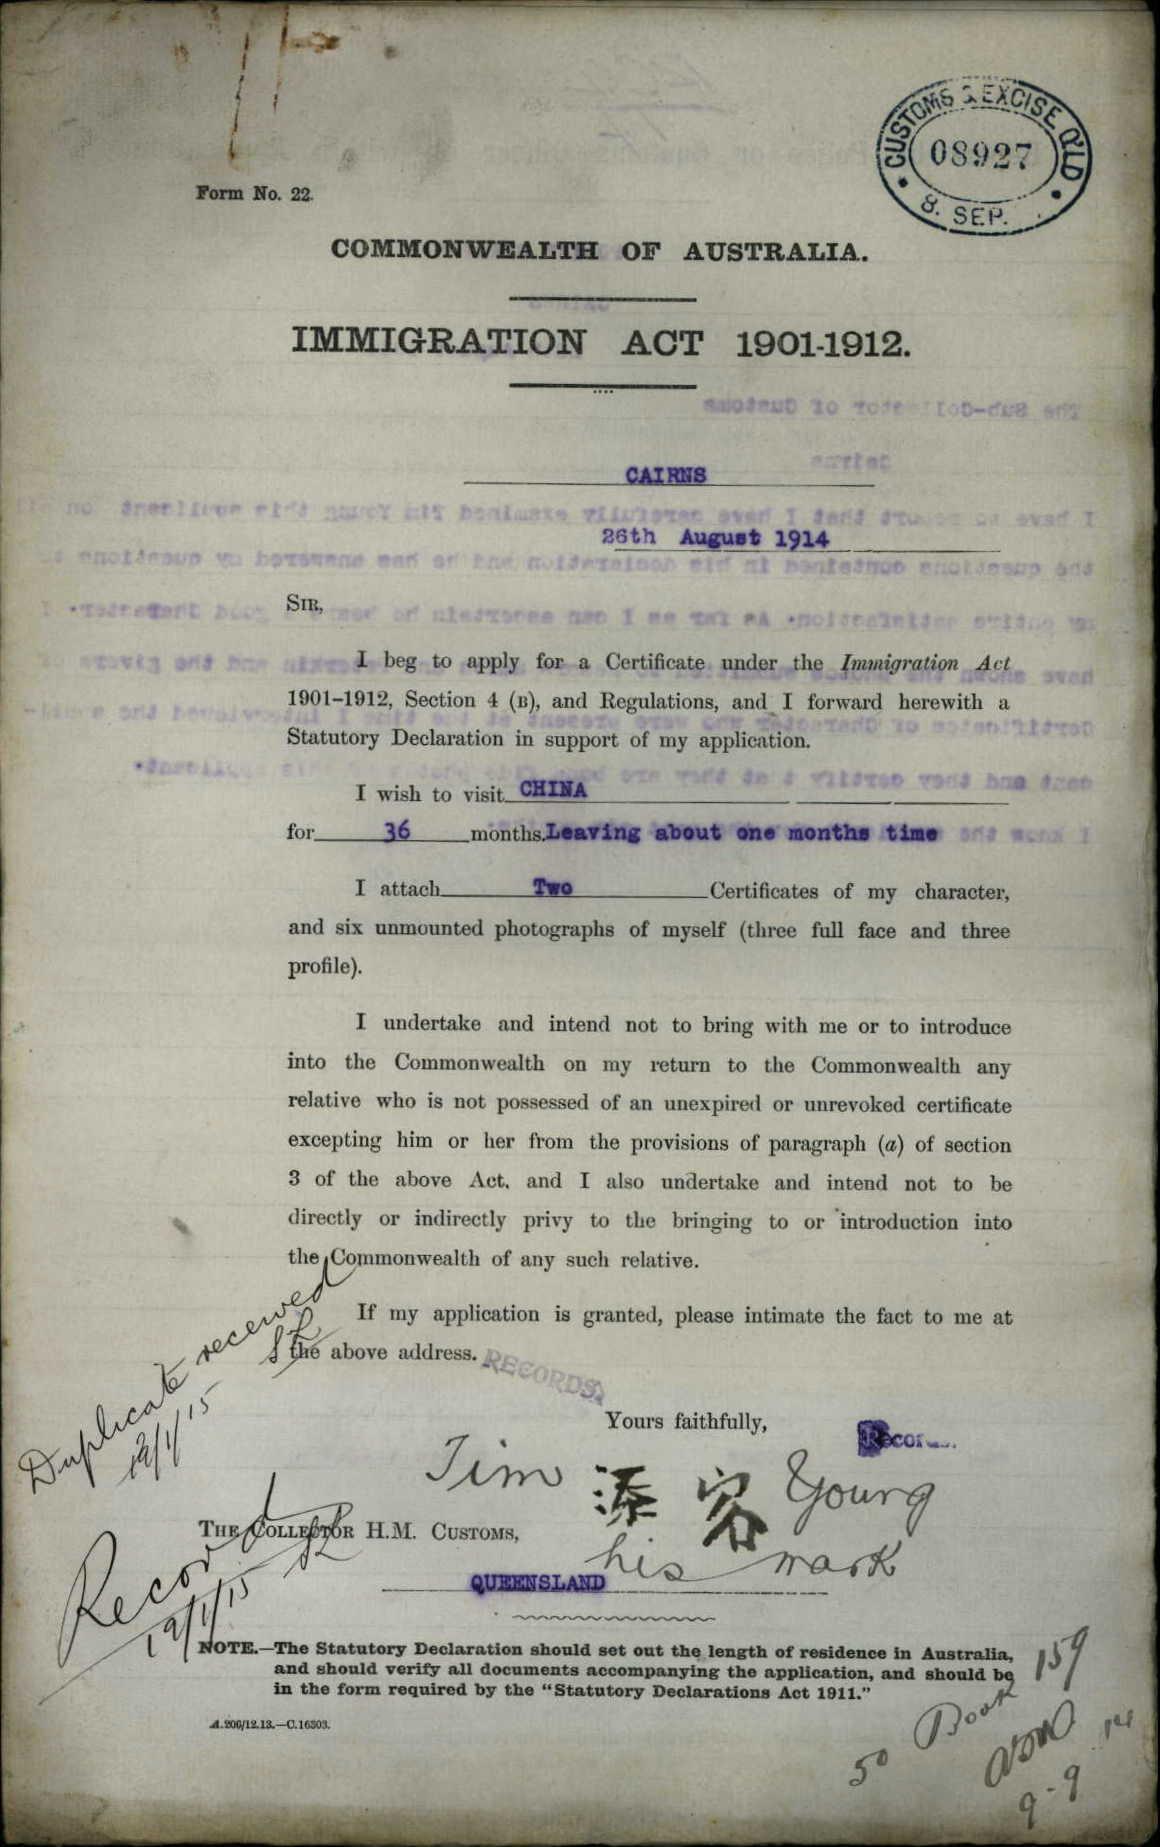 CUSTOMS & EXCISE Q'LD
08927
8. SEP.
Form No. 22.
COMMONWEALTH OF AUSTRALIA.
IMMIGRATION ACT 1901-1912.
CAIRNS
26th August 1914
SIR,
I beg to apply for a Certificate under the Immigration Act
1901-1912, Section 4 (B), and Regulations, and I forward herewith a
Statutory Declaration in support of my application.
I wish to visit CHINA
for 36 months. Leaving about one months time
I attach Two Certificates of my character,
and six unmounted photographs of myself (three full face and three
profile).
I undertake and intend not to bring with me or to introduce
into the Commonwealth on my return to the Commonwealth any
relative who is not possessed of an unexpired or unrevoked certificate
excepting him or her from the provisions of paragraph (a) of section
3 of the above Act, and I also undertake and intend not to be
directly or indirectly privy to the bringing to or introduction into
the Commonwealth of any such relative.
If my application is granted, please intimate the fact to me at
the above address.
RECORDS.
Duplicate received
19/1/15
Yours faithfully,
Records.
Tim 添容 Young
his mark
THE COLLECTOR H.M. CUSTOMS,
QUEENSLAND
Record
19/1/15
NOTE.—The Statutory Declaration should set out the length of residence in Australia,
and should verify all documents accompanying the application, and should be
in the form required by the "Statutory Declarations Act 1911."
A.206/12.13.—C.16303.
50 Book 159
9-9-14